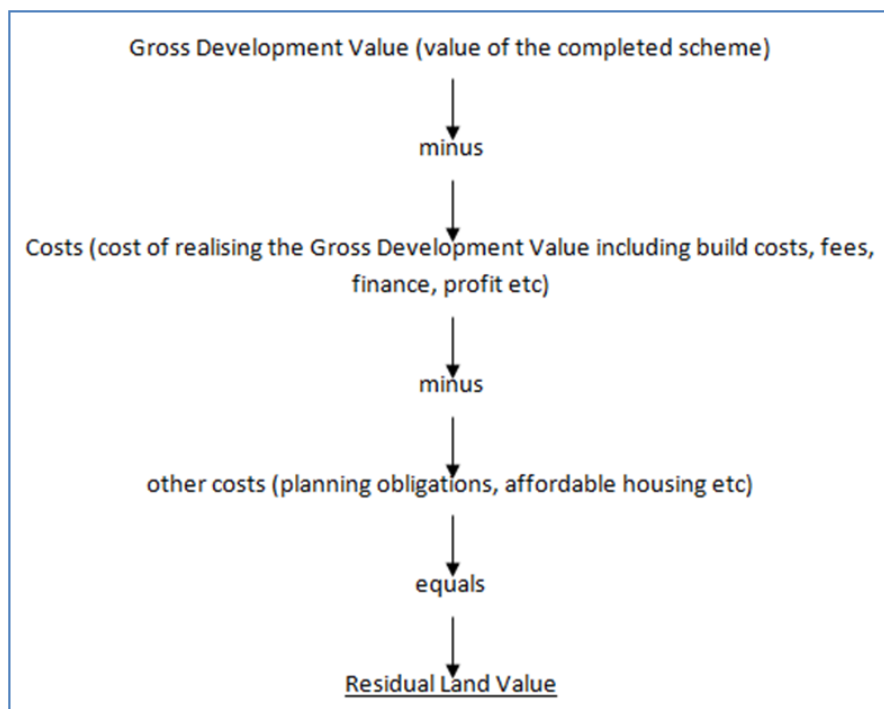 Gross Development Value (value of the completed scheme)
minus
Costs (cost of realising the Gross Development Value including build costs, fees,
finance, profit etc)
minus
other costs (planning obligations, affordable housing etc)
equals
Residual Land Value